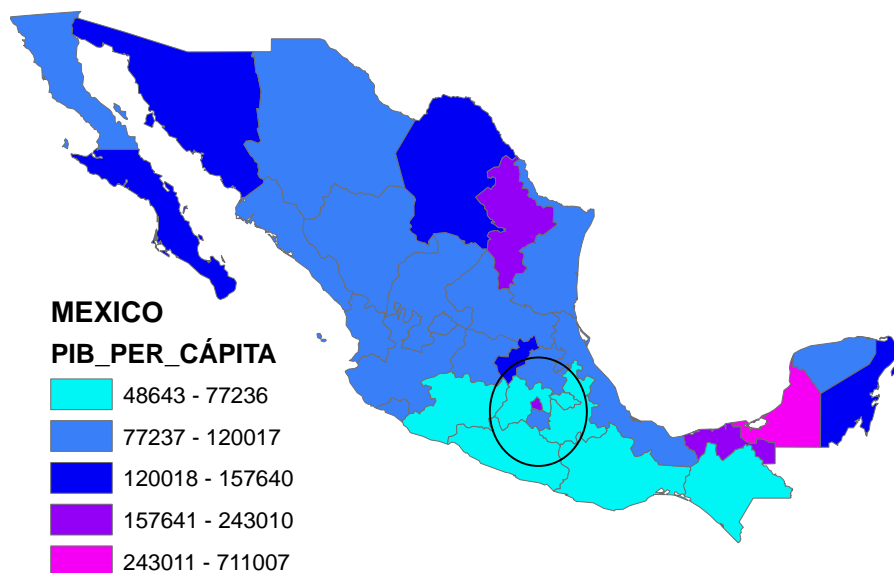 MEXICO
PIB_PER_CÁPITA
48643 - 77236
77237 - 120017
120018 - 157640
157641 - 243010
243011 - 711007